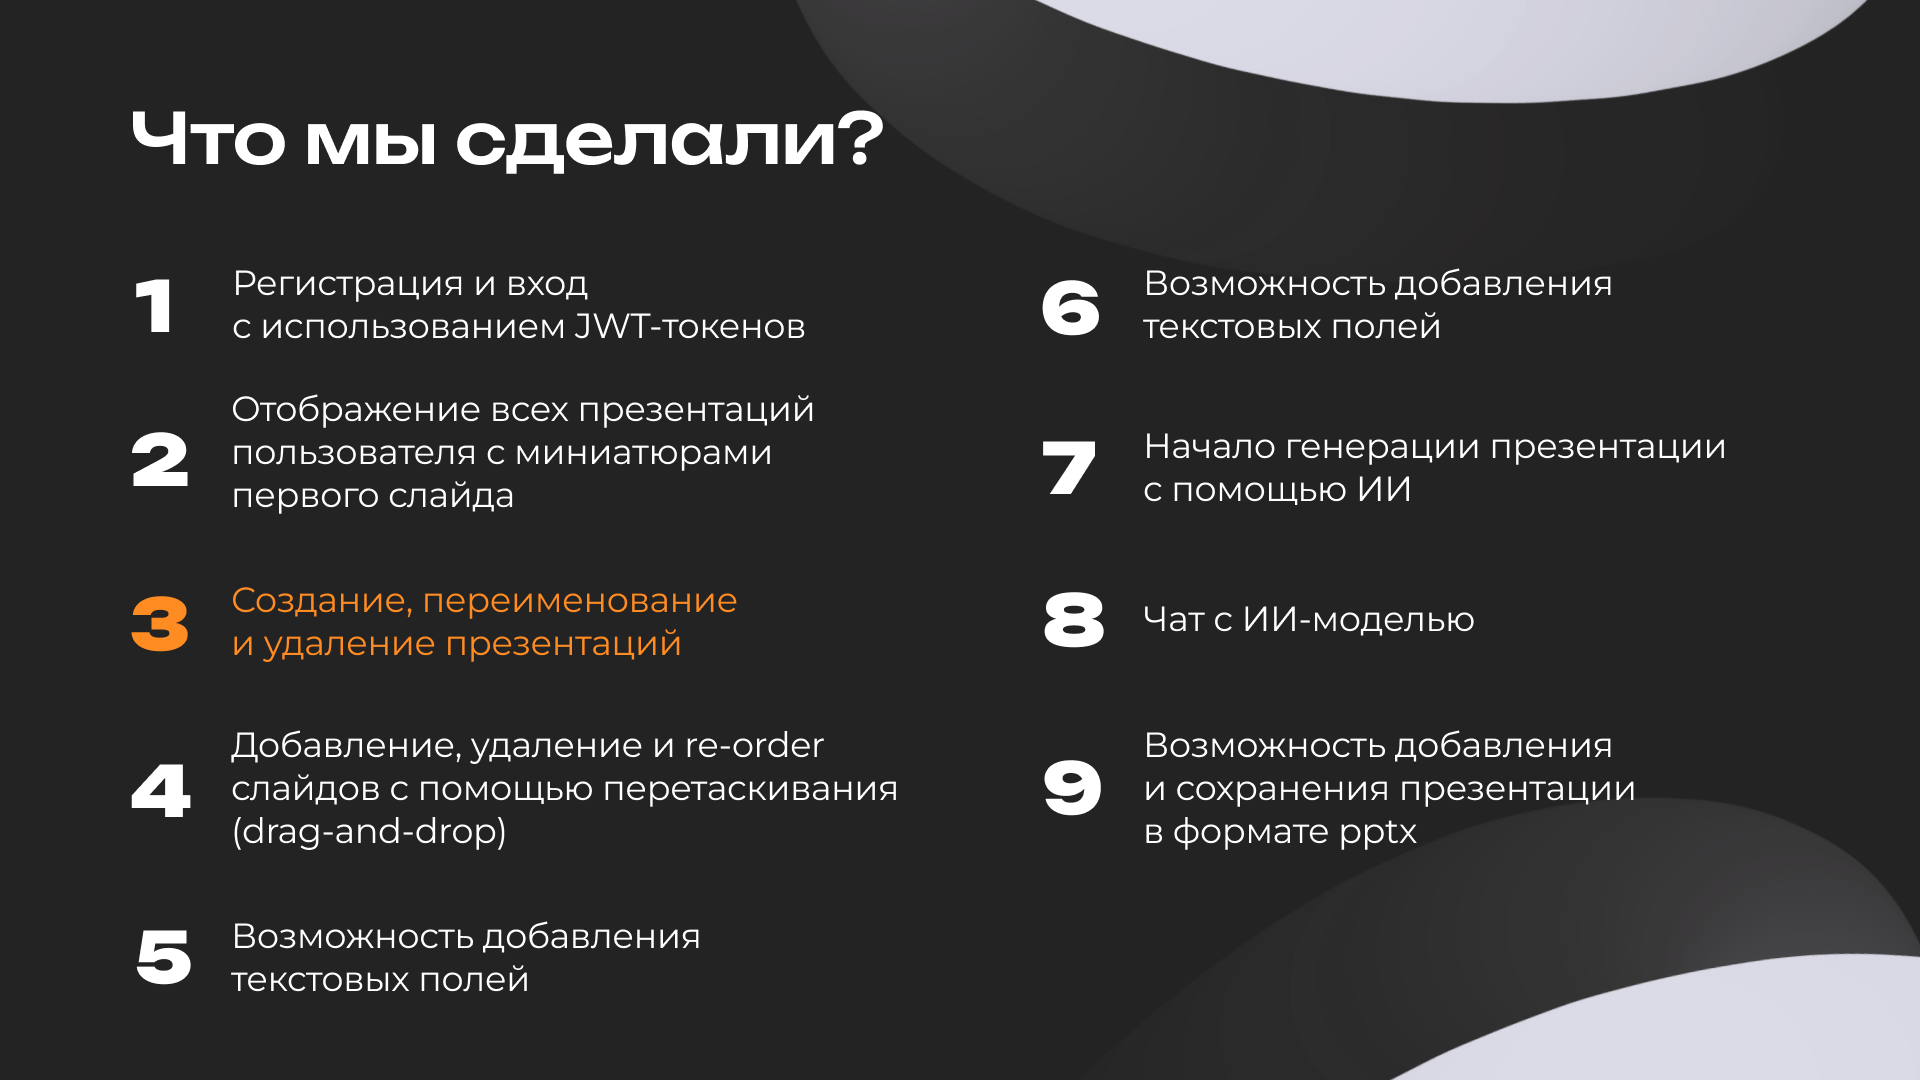 Что мы сделали?
1
Регистрация и вход
с использованием JWT-токенов
2
Отображение всех презентаций
пользователя с миниатюрами
первого слайда
3
Создание, переименование
и удаление презентаций
4
Добавление, удаление и re-order
слайдов с помощью перетаскивания
(drag-and-drop)
5
Возможность добавления
текстовых полей
6
Возможность добавления
текстовых полей
7
Начало генерации презентации
с помощью ИИ
8
Чат с ИИ-моделью
9
Возможность добавления
и сохранения презентации
в формате pptx